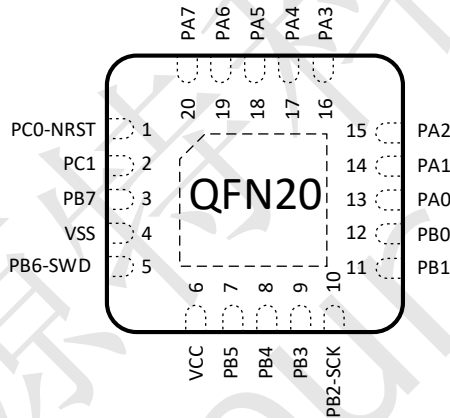 PA7 PA6 PA5 PA4 PA3
20 19 18 17 16
PC0-NRST 1 15 PA2
PC1 2 14 PA1
PB7 3 QFN20 13 PA0
VSS 4 12 PB0
PB6-SWD 5 11 PB1
6 7 8 9 10
VCC PB5 PB4 PB3 PB2-SCK